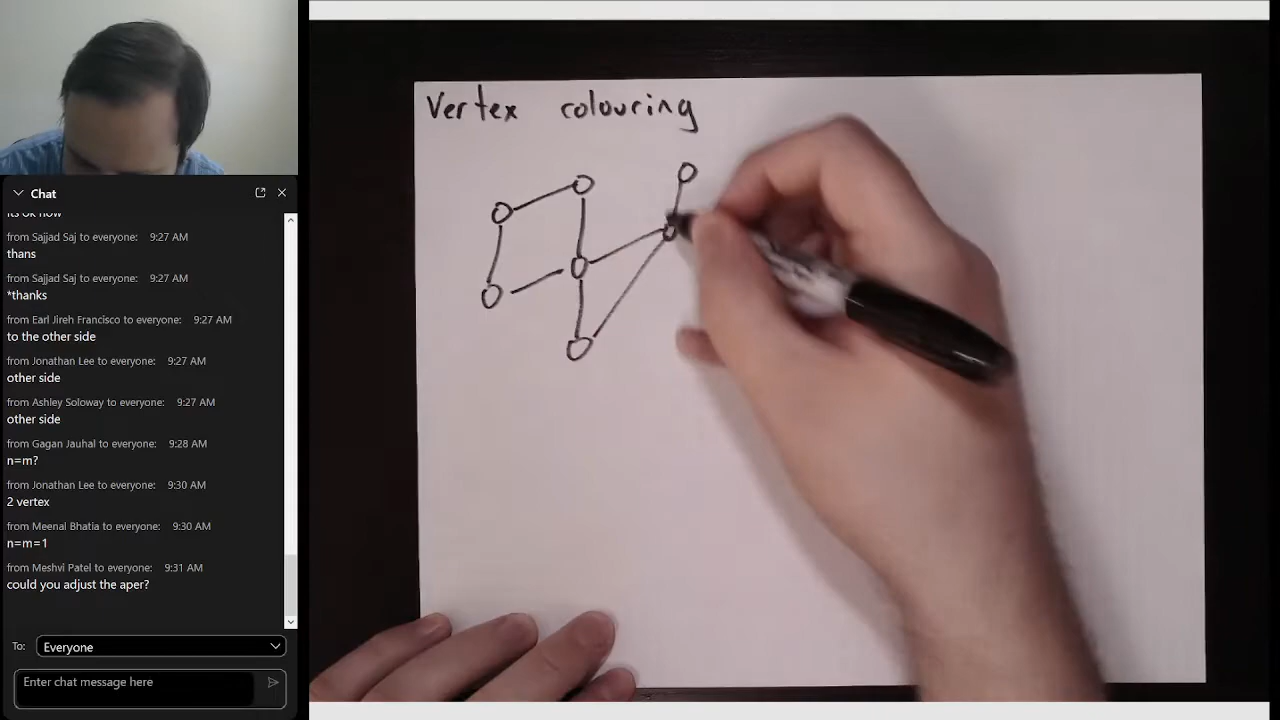 Chat
its ok now
from Sajjad Saj to everyone: 9:27 AM
thans
from Sajjad Saj to everyone: 9:27 AM
*thanks
from Earl Jireh Francisco to everyone: 9:27 AM
to the other side
from Jonathan Lee to everyone: 9:27 AM
other side
from Ashley Soloway to everyone: 9:27 AM
other side
from Gagan Jauhal to everyone: 9:28 AM
n=m?
from Jonathan Lee to everyone: 9:30 AM
2 vertex
from Meenal Bhatia to everyone: 9:30 AM
n=m=1
from Meshvi Patel to everyone: 9:31 AM
could you adjust the aper?
To: Everyone
Enter chat message here
Vertex colouring